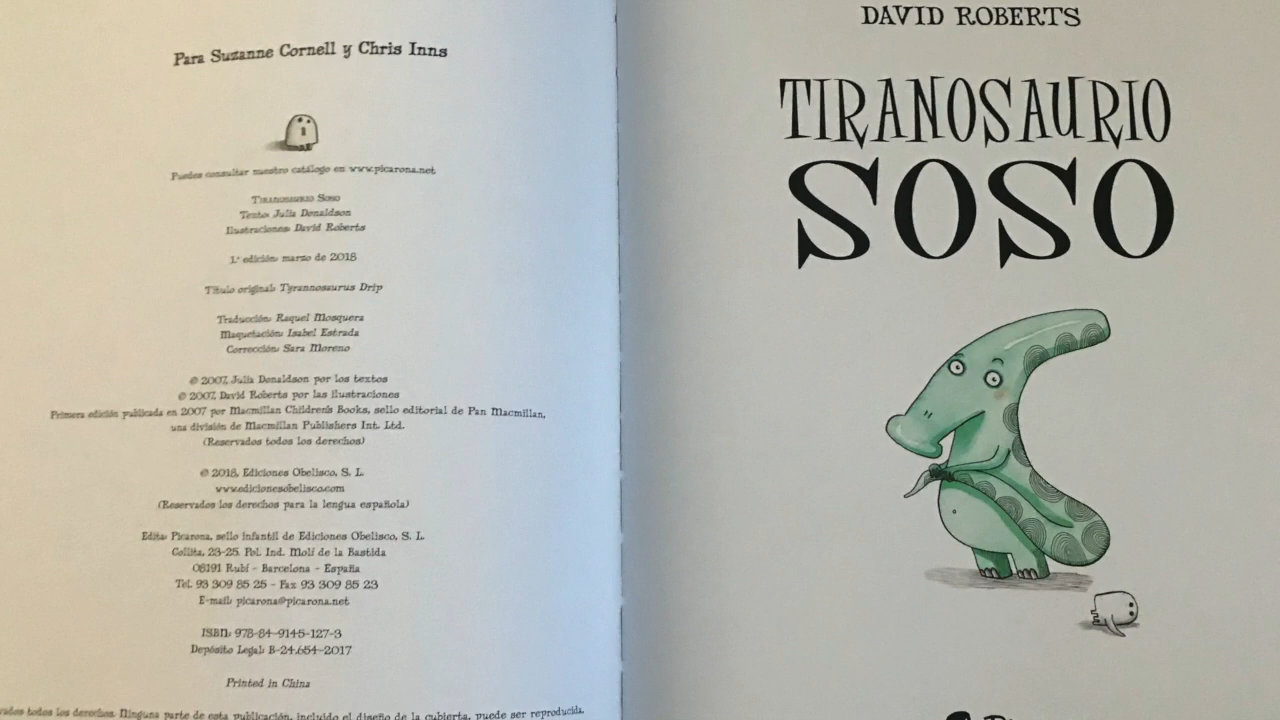 Para Suzanne Cornell y Chris Inns
Puedes consultar nuestro catálogo en www.picarona.net
Tiranosaurio Soso
Texto: Julia Donaldson
Ilustraciones: David Roberts
1.ª edición: marzo de 2018
Título original: Tyrannosaurus Drip
Traducción: Raquel Mosquera
Maquetación: Isabel Estrada
Corrección: Sara Moreno
© 2007, Julia Donaldson por los textos
© 2007, David Roberts por las ilustraciones
Primera edición publicada en 2007 por Macmillan Children's Books, sello editorial de Pan Macmillan,
una división de Macmillan Publishers Int. Ltd.
(Reservados todos los derechos)
© 2018, Ediciones Obelisco, S. L.
www.edicionesobelisco.com
(Reservados los derechos para la lengua española)
Edita: Picarona, sello infantil de Ediciones Obelisco, S. L.
Collita, 23-25. Pol. Ind. Molí de la Bastida
08191 Rubí - Barcelona - España
Tel. 93 309 85 25 - Fax 93 309 85 23
E-mail: picarona@picarona.net
ISBN: 978-84-9145-127-3
Depósito Legal: B-24.654-2017
Printed in China
todos los derechos. Ninguna parte de esta publicación, incluido el diseño de la cubierta, puede ser reproducida,
DAVID ROBERTS
TIRANOSAURIO
SOSO